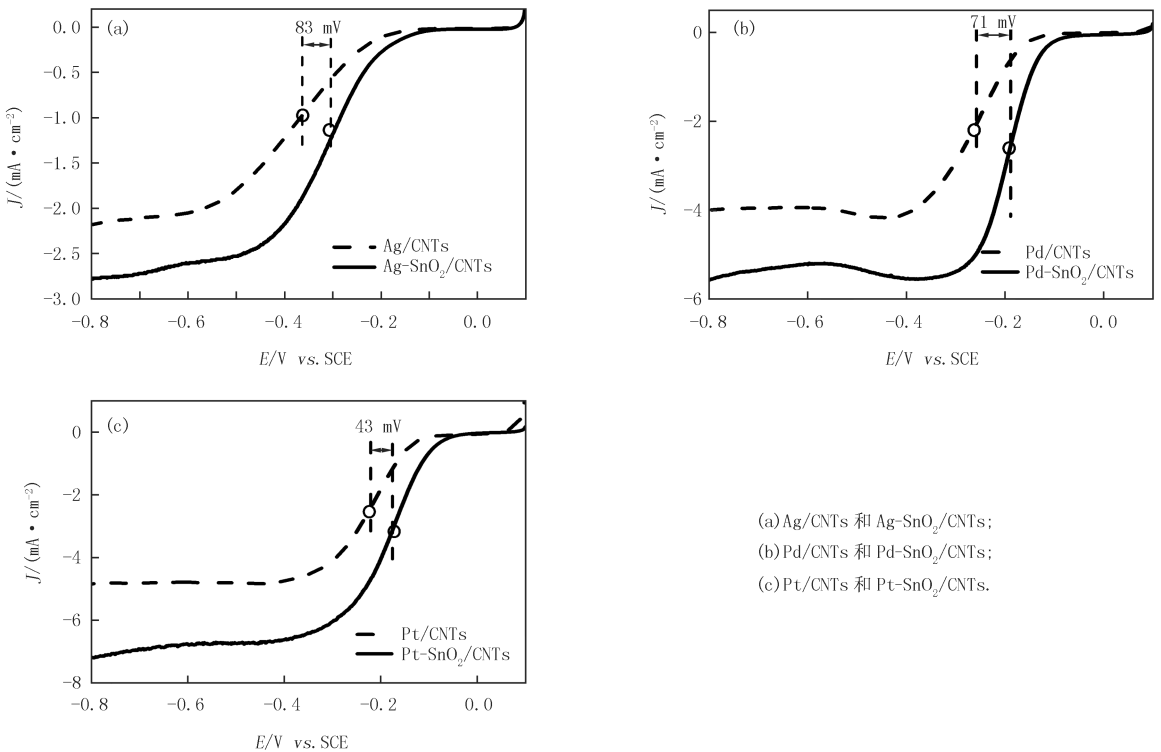 (a)
83 mV
0.0
-0.5
-1.0
-1.5
-2.0
-2.5
-3.0
J/(mA·cm⁻²)
Ag/CNTs
Ag-SnO₂/CNTs
-0.8 -0.6 -0.4 -0.2 0.0
E/V vs. SCE
(b)
71 mV
0
-2
-4
-6
J/(mA·cm⁻²)
Pd/CNTs
Pd-SnO₂/CNTs
-0.8 -0.6 -0.4 -0.2 0.0
E/V vs. SCE
(c)
43 mV
0
-2
-4
-6
-8
J/(mA·cm⁻²)
Pt/CNTs
Pt-SnO₂/CNTs
-0.8 -0.6 -0.4 -0.2 0.0
E/V vs. SCE
(a)Ag/CNTs 和 Ag-SnO₂/CNTs;
(b)Pd/CNTs 和 Pd-SnO₂/CNTs;
(c)Pt/CNTs 和 Pt-SnO₂/CNTs.